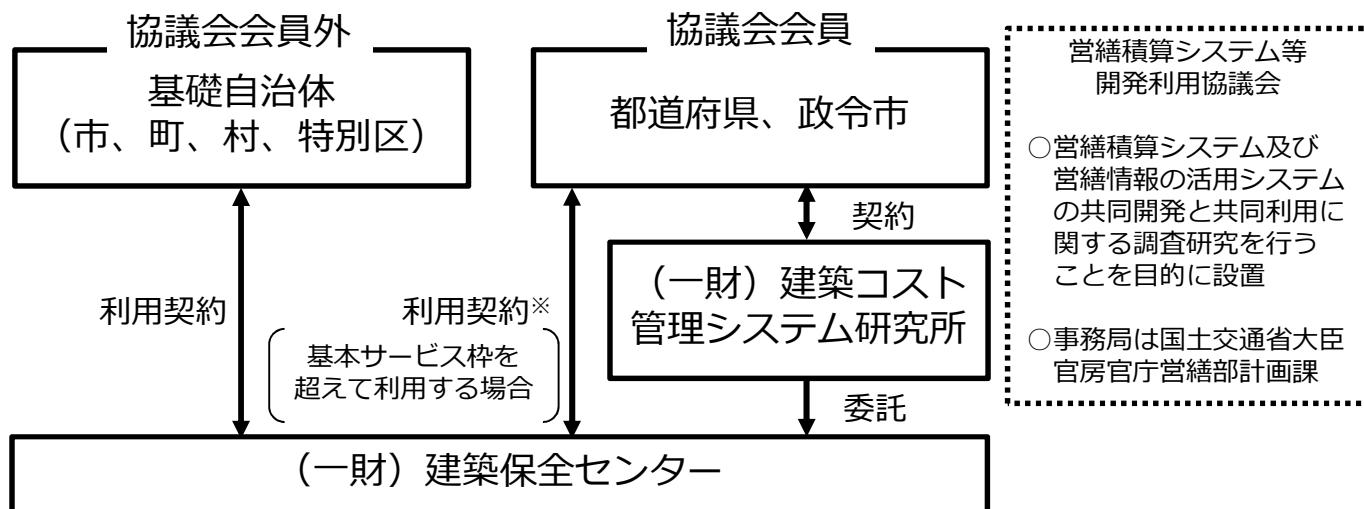 協議会会員外
基礎自治体
（市、町、村、特別区）
協議会会員
都道府県、政令市
契約
（一財）建築コスト
管理システム研究所
委託
利用契約
利用契約※
基本サービス枠を
超えて利用する場合
（一財）建築保全センター
営繕積算システム等
開発利用協議会
○営繕積算システム及び
営繕情報の活用システム
の共同開発と共同利用に
関する調査研究を行う
ことを目的に設置
○事務局は国土交通省大臣
官房官庁営繕部計画課